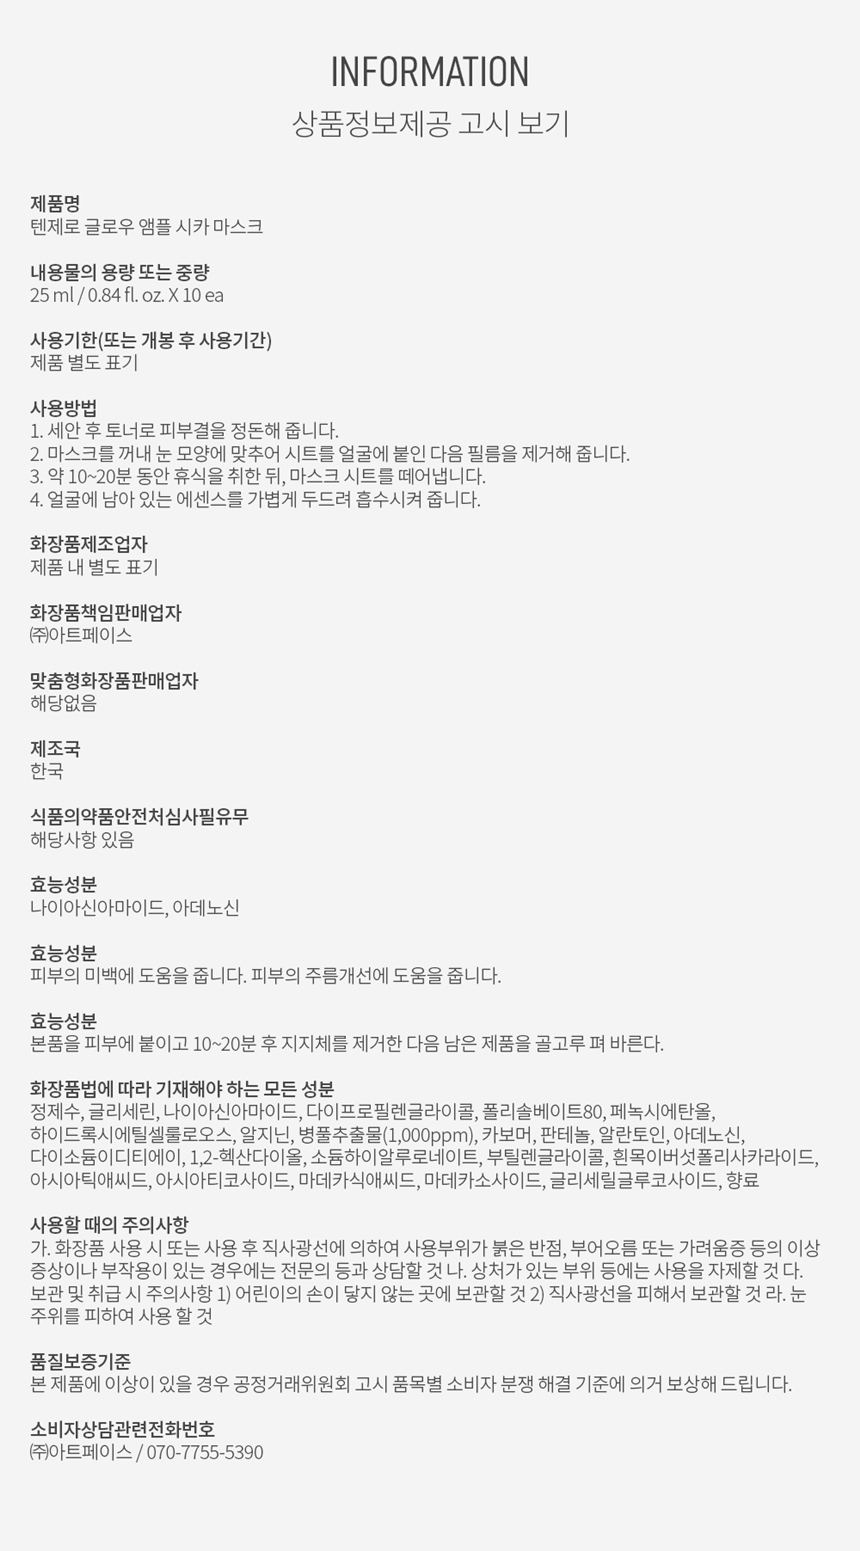 INFORMATION
상품정보제공 고시 보기
제품명
텐제로 글로우 앰플 시카 마스크
내용물의 용량 또는 중량
25 ml / 0.84 fl. oz. X 10 ea
사용기한(또는 개봉 후 사용기간)
제품 별도 표기
사용방법
1. 세안 후 토너로 피부결을 정돈해 줍니다.
2. 마스크를 꺼내 눈 모양에 맞추어 시트를 얼굴에 붙인 다음 필름을 제거해 줍니다.
3. 약 10~20분 동안 휴식을 취한 뒤, 마스크 시트를 떼어냅니다.
4. 얼굴에 남아 있는 에센스를 가볍게 두드려 흡수시켜 줍니다.
화장품제조업자
제품 내 별도 표기
화장품책임판매업자
㈜아트페이스
맞춤형화장품판매업자
해당없음
제조국
한국
식품의약품안전처심사필유무
해당사항 있음
효능성분
나이아신아마이드, 아데노신
효능성분
피부의 미백에 도움을 줍니다. 피부의 주름개선에 도움을 줍니다.
효능성분
본품을 피부에 붙이고 10~20분 후 지지체를 제거한 다음 남은 제품을 골고루 펴 바른다.
화장품법에 따라 기재해야 하는 모든 성분
정제수, 글리세린, 나이아신아마이드, 다이프로필렌글라이콜, 폴리솔베이트80, 페녹시에탄올,
하이드록시에틸셀룰로오스, 알지닌, 병풀추출물(1,000ppm), 카보머, 판테놀, 알란토인, 아데노신,
다이소듐이디티에이, 1,2-헥산다이올, 소듐하이알루로네이트, 부틸렌글라이콜, 흰목이버섯폴리사카라이드,
아시아틱애씨드, 아시아티코사이드, 마데카식애씨드, 마데카소사이드, 글리세릴글루코사이드, 향료
사용할 때의 주의사항
가. 화장품 사용 시 또는 사용 후 직사광선에 의하여 사용부위가 붉은 반점, 부어오름 또는 가려움증 등의 이상
증상이나 부작용이 있는 경우에는 전문의 등과 상담할 것 나. 상처가 있는 부위 등에는 사용을 자제할 것 다.
보관 및 취급 시 주의사항 1) 어린이의 손이 닿지 않는 곳에 보관할 것 2) 직사광선을 피해서 보관할 것 라. 눈
주위를 피하여 사용 할 것
품질보증기준
본 제품에 이상이 있을 경우 공정거래위원회 고시 품목별 소비자 분쟁 해결 기준에 의거 보상해 드립니다.
소비자상담관련전화번호
㈜아트페이스 / 070-7755-5390